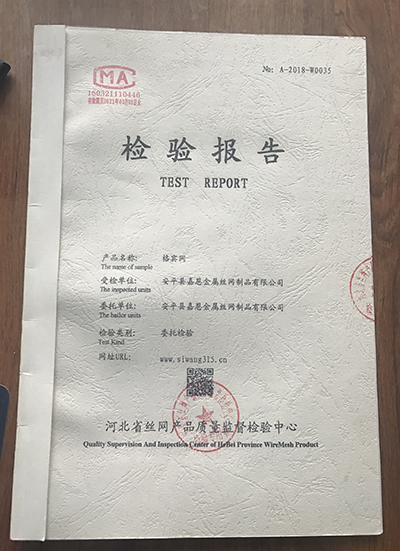 No: A-2018-W0035
MA
160321110446
检验报告
TEST REPORT
产品名称: 格宾网
The name of sample
受检单位: 安平县嘉恩金属丝网制品有限公司
The inspected units
委托单位: 安平县嘉恩金属丝网制品有限公司
The bailor units
检验类别: 委托检验
Test Kind
网址URL: www.siwang315.cn
河北省丝网产品质量监督检验中心
Quality Supervision And Inspection Center of HeBei Province WireMesh Product